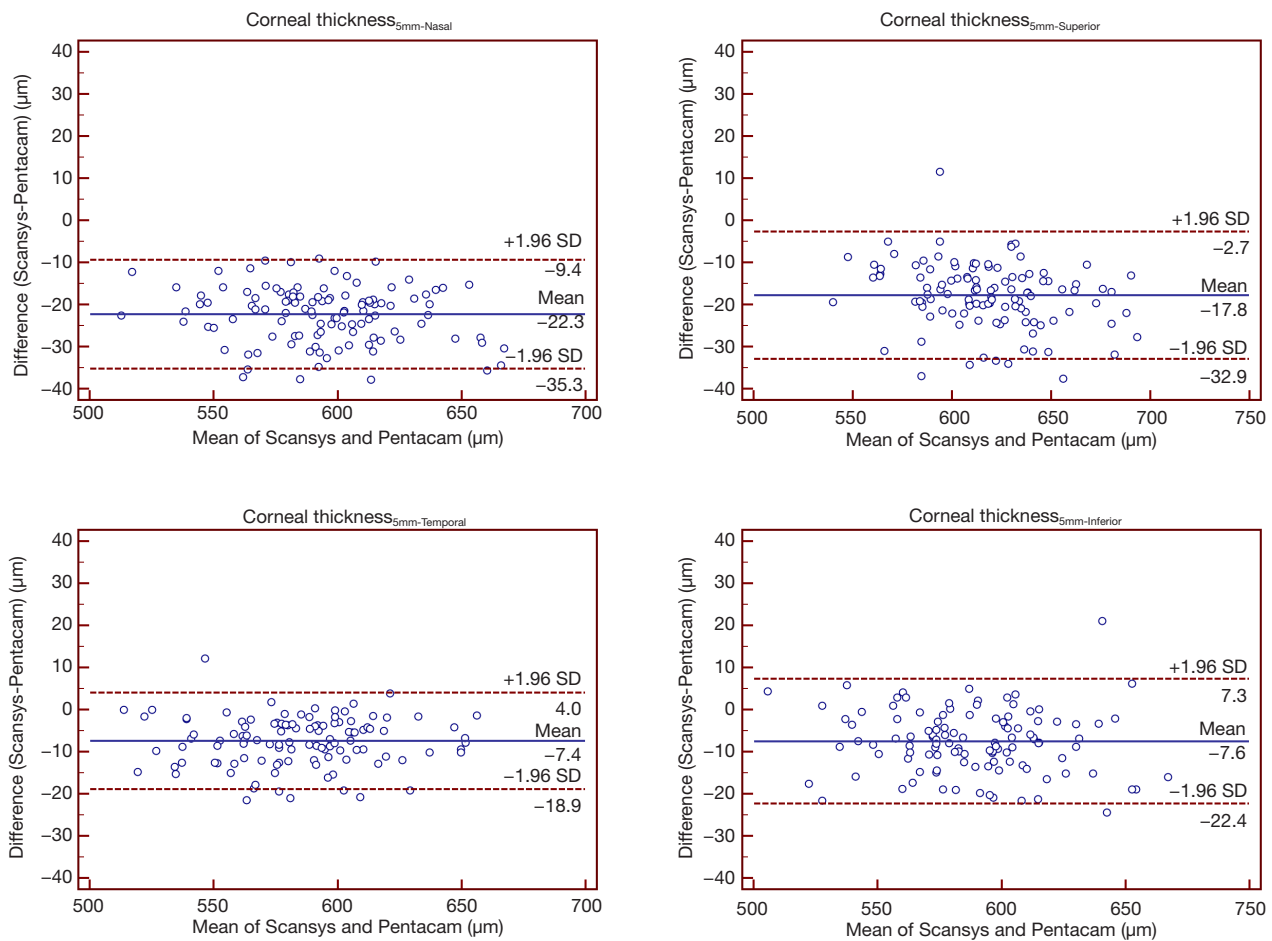 Corneal thickness5mm-Nasal
Difference (Scansys-Pentacam) (μm)
40
30
20
10
0
−10
−20
−30
−40
+1.96 SD
−9.4
Mean
−22.3
−1.96 SD
−35.3
500 550 600 650 700
Mean of Scansys and Pentacam (μm)
Corneal thickness5mm-Superior
Difference (Scansys-Pentacam) (μm)
40
30
20
10
0
−10
−20
−30
−40
+1.96 SD
−2.7
Mean
−17.8
−1.96 SD
−32.9
500 550 600 650 700 750
Mean of Scansys and Pentacam (μm)
Corneal thickness5mm-Temporal
Difference (Scansys-Pentacam) (μm)
40
30
20
10
0
−10
−20
−30
−40
+1.96 SD
4.0
Mean
−7.4
−1.96 SD
−18.9
500 550 600 650 700
Mean of Scansys and Pentacam (μm)
Corneal thickness5mm-Inferior
Difference (Scansys-Pentacam) (μm)
40
30
20
10
0
−10
−20
−30
−40
+1.96 SD
7.3
Mean
−7.6
−1.96 SD
−22.4
500 550 600 650 750
Mean of Scansys and Pentacam (μm)